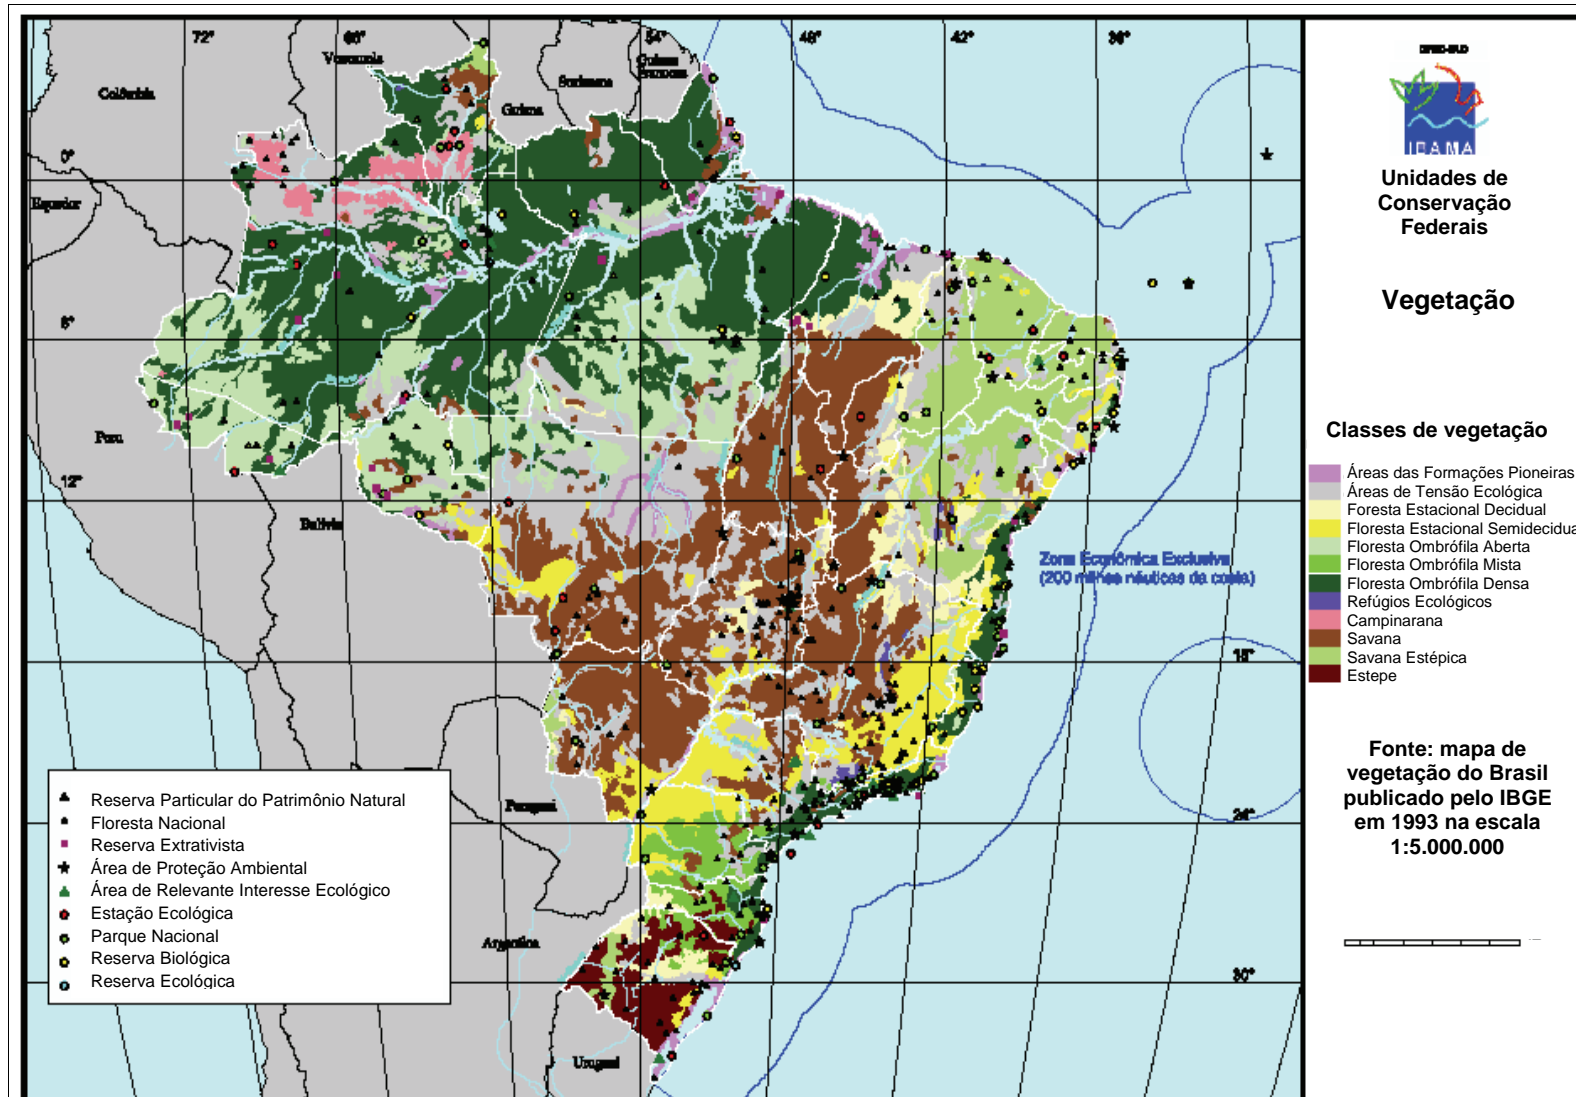 72°
66°
54°
48°
42°
36°
Venezuela
Guiana
Francesa
Suriname
Colômbia
Guiana
0°
Equador
6°
Peru
12°
Bolívia
Zona Econômica Exclusiva
(200 milhas náuticas da costa)
18°
Paraguai
24°
Argentina
30°
Uruguai
Reserva Particular do Patrimônio Natural
Floresta Nacional
Reserva Extrativista
Área de Proteção Ambiental
Área de Relevante Interesse Ecológico
Estação Ecológica
Parque Nacional
Reserva Biológica
Reserva Ecológica
IBAMA
Unidades de
Conservação
Federais
Vegetação
Classes de vegetação
Áreas das Formações Pioneiras
Áreas de Tensão Ecológica
Foresta Estacional Decidual
Floresta Estacional Semidecidua
Floresta Ombrófila Aberta
Floresta Ombrófila Mista
Floresta Ombrófila Densa
Refúgios Ecológicos
Campinarana
Savana
Savana Estépica
Estepe
Fonte: mapa de
vegetação do Brasil
publicado pelo IBGE
em 1993 na escala
1:5.000.000